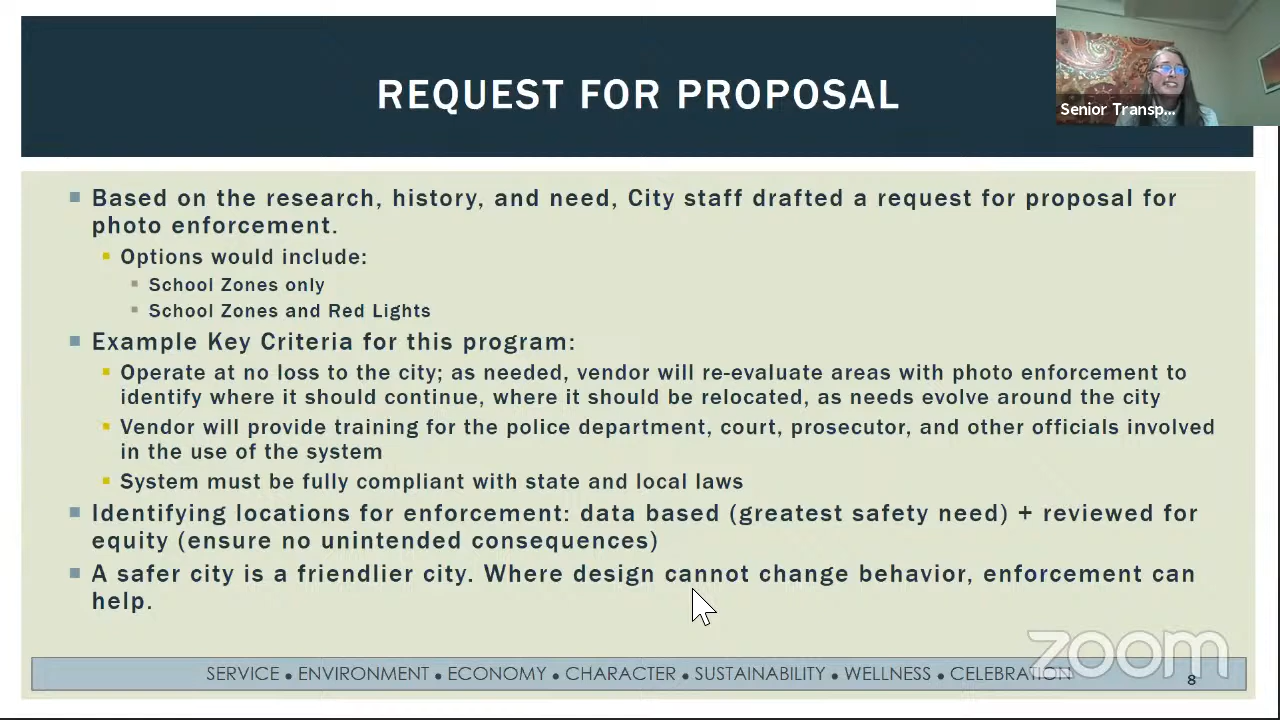 REQUEST FOR PROPOSAL
Senior Transp...
Based on the research, history, and need, City staff drafted a request for proposal for
photo enforcement.
Options would include:
School Zones only
School Zones and Red Lights
Example Key Criteria for this program:
Operate at no loss to the city; as needed, vendor will re-evaluate areas with photo enforcement to
identify where it should continue, where it should be relocated, as needs evolve around the city
Vendor will provide training for the police department, court, prosecutor, and other officials involved
in the use of the system
System must be fully compliant with state and local laws
Identifying locations for enforcement: data based (greatest safety need) + reviewed for
equity (ensure no unintended consequences)
A safer city is a friendlier city. Where design cannot change behavior, enforcement can
help.
zoom
SERVICE ● ENVIRONMENT ● ECONOMY ● CHARACTER ● SUSTAINABILITY ● WELLNESS ● CELEBRATION
8